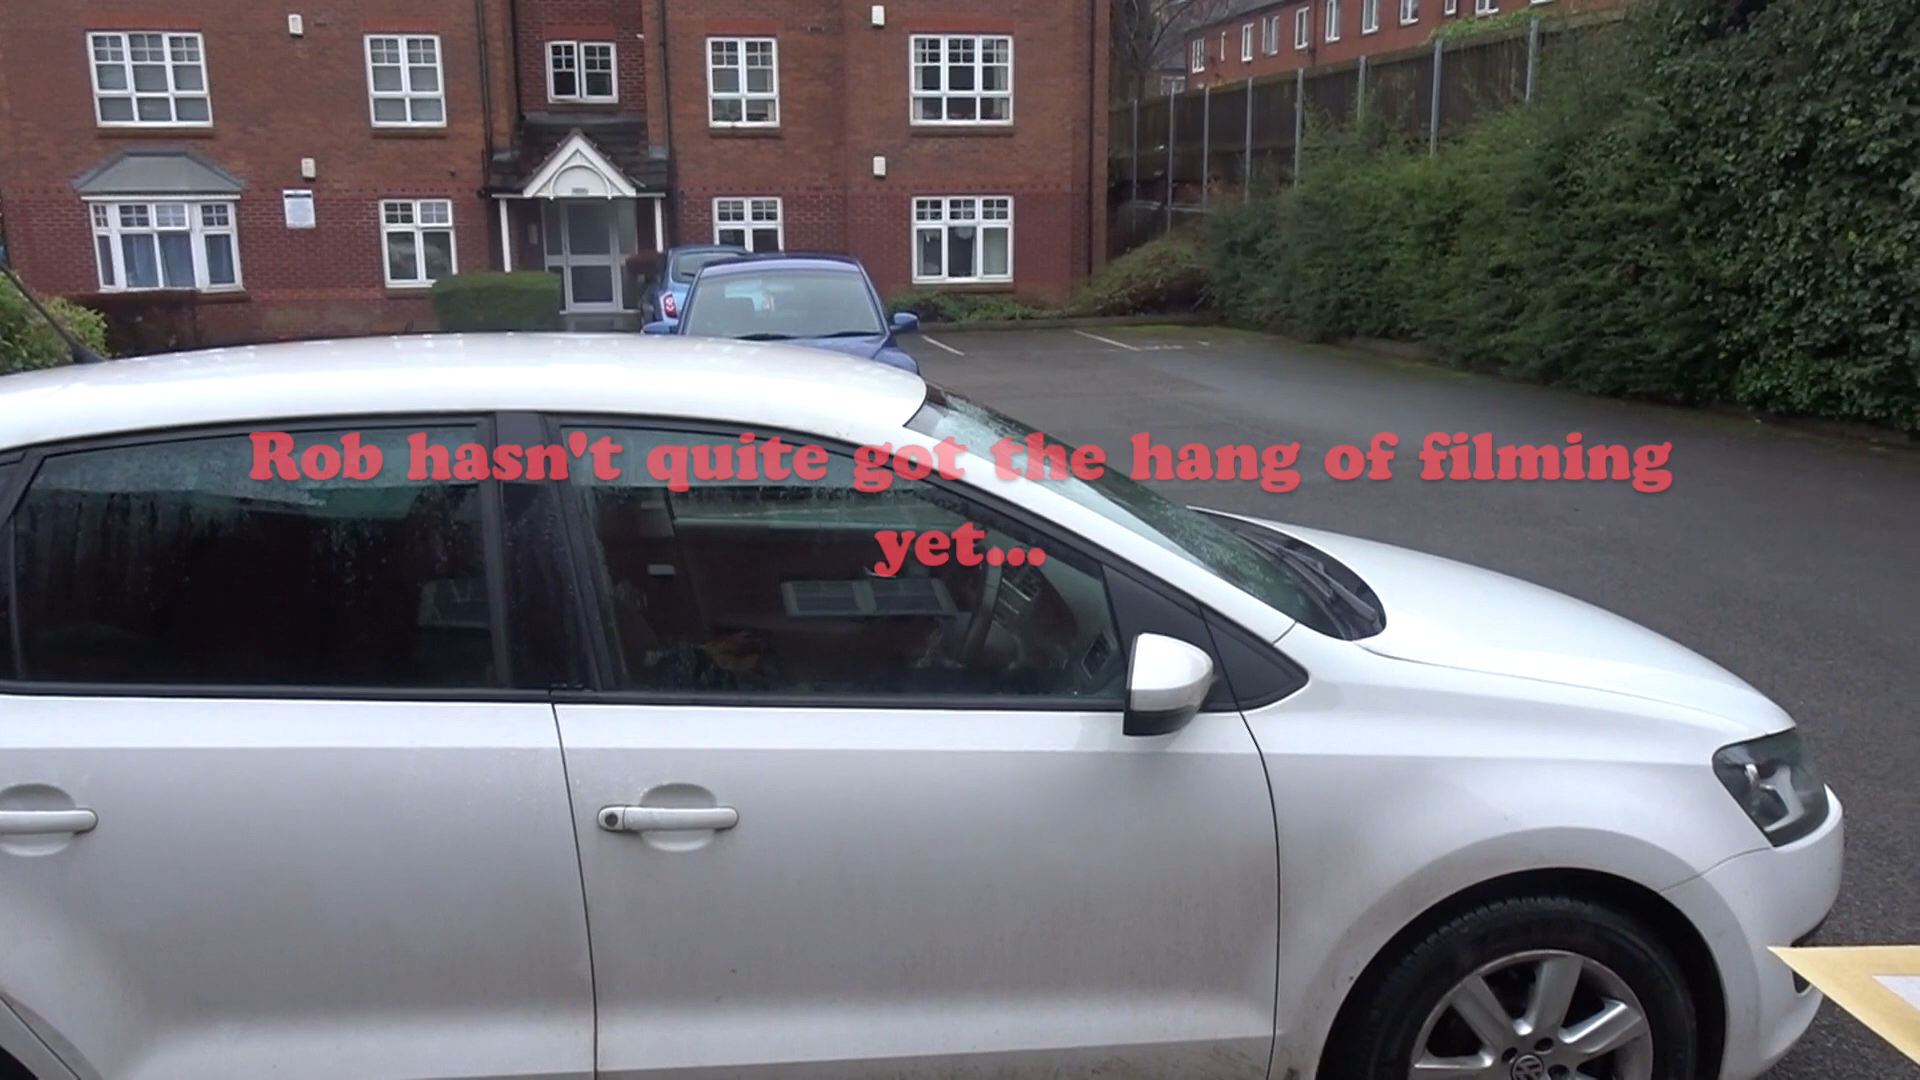 Rob hasn't quite got the hang of filming
yet...